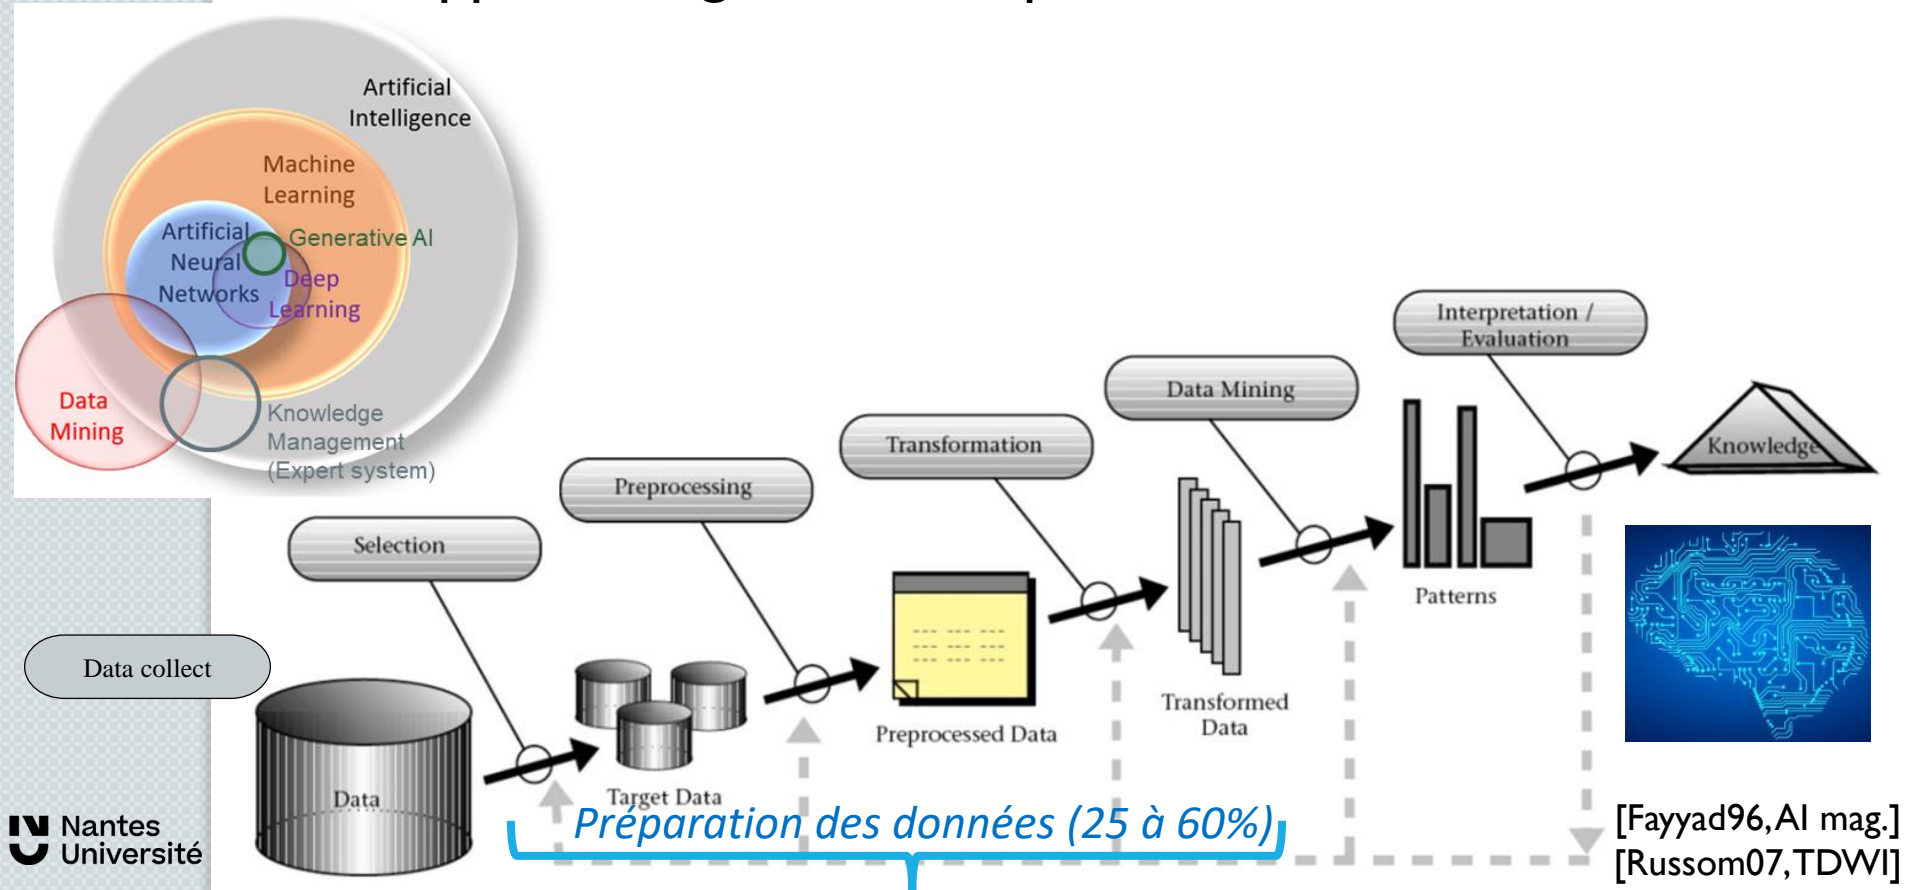 Artificial
Intelligence
Machine
Learning
Artificial
Neural
Networks
Generative AI
Deep
Learning
Data
Mining
Knowledge
Management
(Expert system)
Interpretation /
Evaluation
Data Mining
Transformation
Preprocessing
Selection
Data collect
Knowledge
Patterns
Transformed
Data
Preprocessed Data
Target Data
Data
Préparation des données (25 à 60%)
[Fayyad96, AI mag.]
[Russom07, TDWI]
Nantes
Université